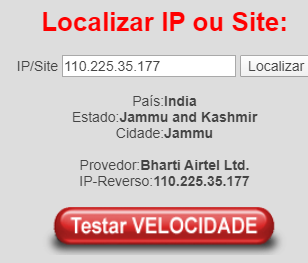 Localizar IP ou Site:
IP/Site 110.225.35.177 Localizar
País:India
Estado:Jammu and Kashmir
Cidade:Jammu
Provedor:Bharti Airtel Ltd.
IP-Reverso:110.225.35.177
Testar VELOCIDADE